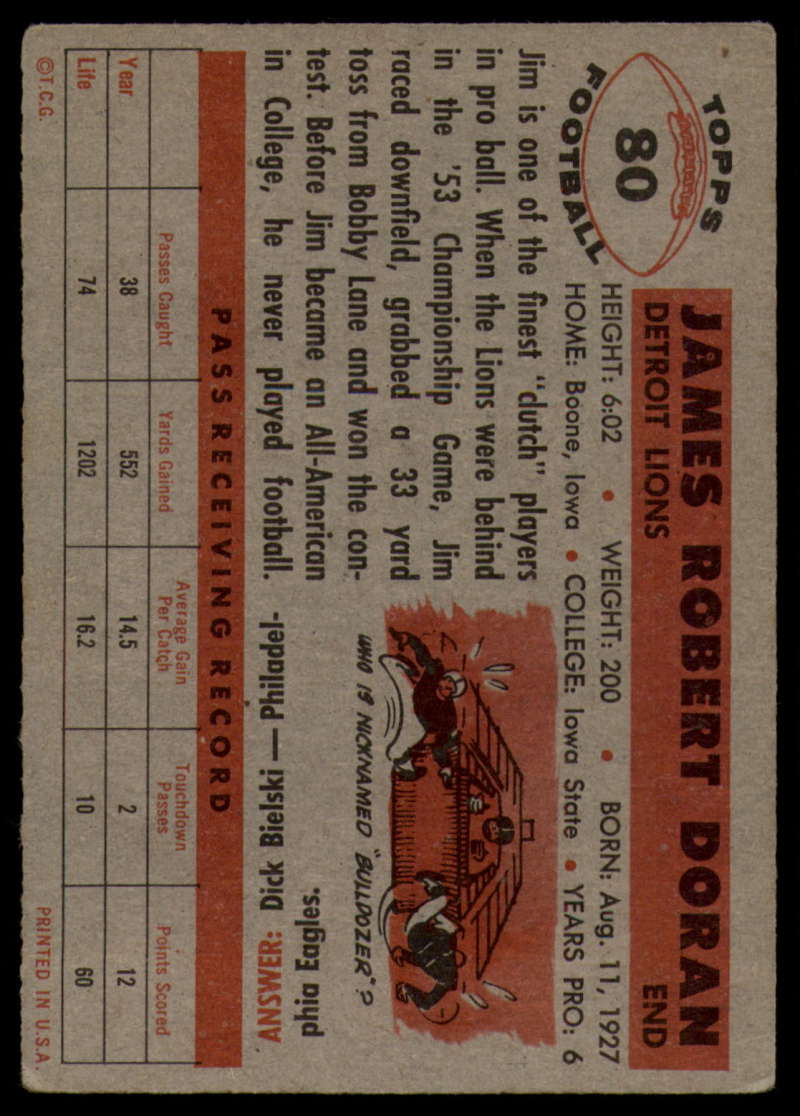 TOPPS
80
FOOTBALL
JAMES ROBERT DORAN
DETROIT LIONS END
HEIGHT: 6:02 • WEIGHT: 200 • BORN: Aug. 11, 1927
HOME: Boone, Iowa • COLLEGE: Iowa State • YEARS PRO: 6
Jim is one of the finest "clutch" players
in pro ball. When the Lions were behind
in the '53 Championship Game, Jim
raced downfield, grabbed a 33 yard
toss from Bobby Lane and won the con-
test. Before Jim became an All-American
in College, he never played football.
WHO IS NICKNAMED "BULLDOZER"?
ANSWER: Dick Bielski — Philadel-
phia Eagles.
PASS RECEIVING RECORD
Passes Caught Yards Gained Average Gain Per Catch Touchdown Passes Points Scored
Year 38 552 14.5 2 12
Life 74 1202 16.2 10 60
©T.C.G. PRINTED IN U.S.A.